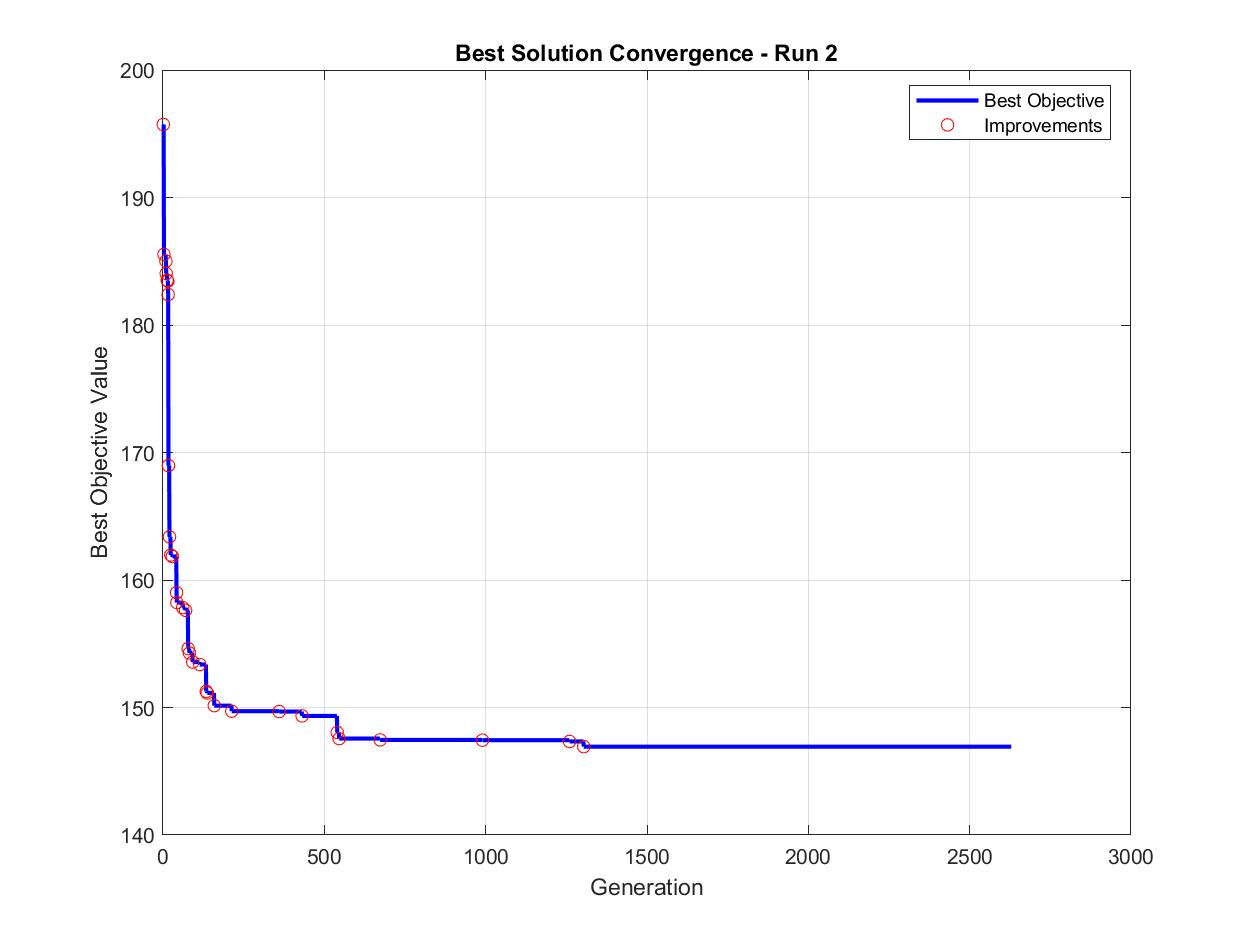 Best Solution Convergence - Run 2
Best Objective
Improvements
200
190
180
170
160
150
140
Best Objective Value
0 500 1000 1500 2000 2500 3000
Generation